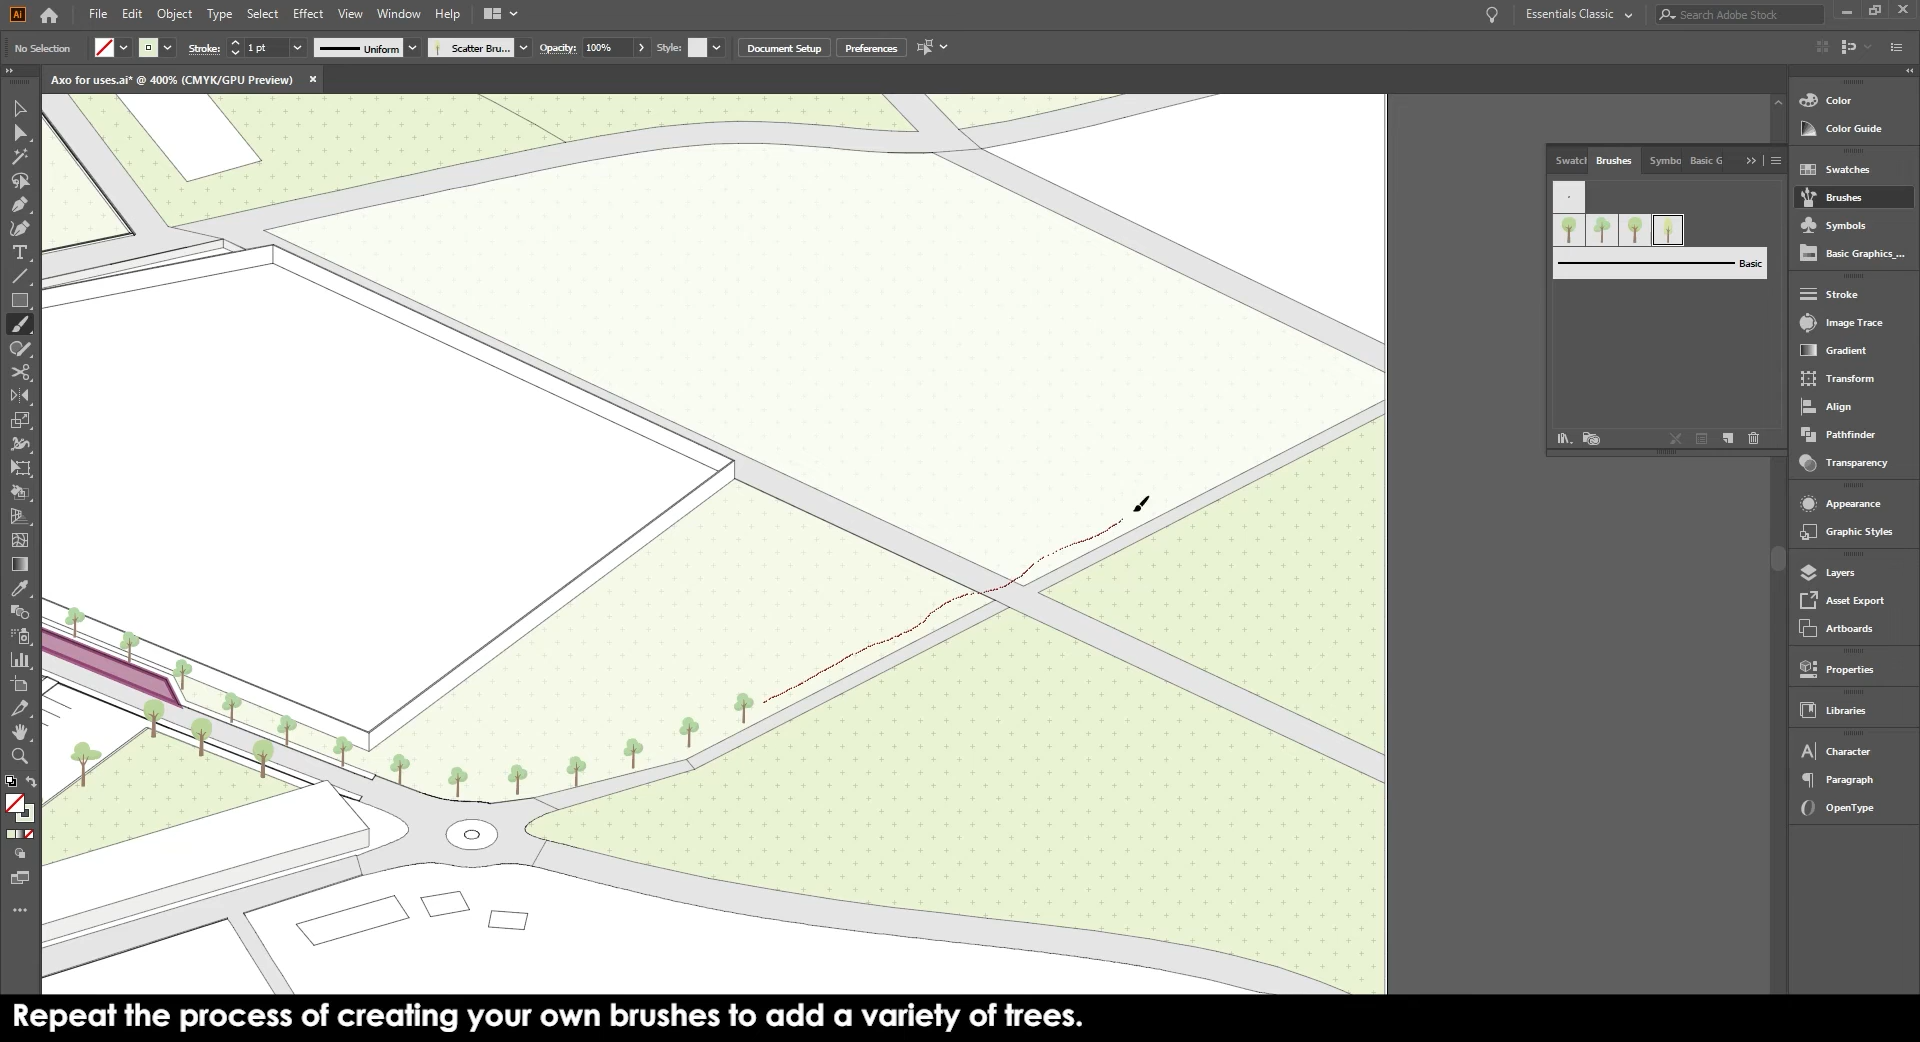 Ai File Edit Object Type Select Effect View Window Help Essentials Classic Search Adobe Stock
No Selection Stroke: 1 pt Uniform Scatter Bru... Opacity: 100% Style: Document Setup Preferences
Axo for uses.ai* @ 400% (CMYK/GPU Preview)
Swatcl Brushes Symbo Basic G
Basic
Color
Color Guide
Swatches
Brushes
Symbols
Basic Graphics_...
Stroke
Image Trace
Gradient
Transform
Align
Pathfinder
Transparency
Appearance
Graphic Styles
Layers
Asset Export
Artboards
Properties
Libraries
Character
Paragraph
OpenType
Repeat the process of creating your own brushes to add a variety of trees.